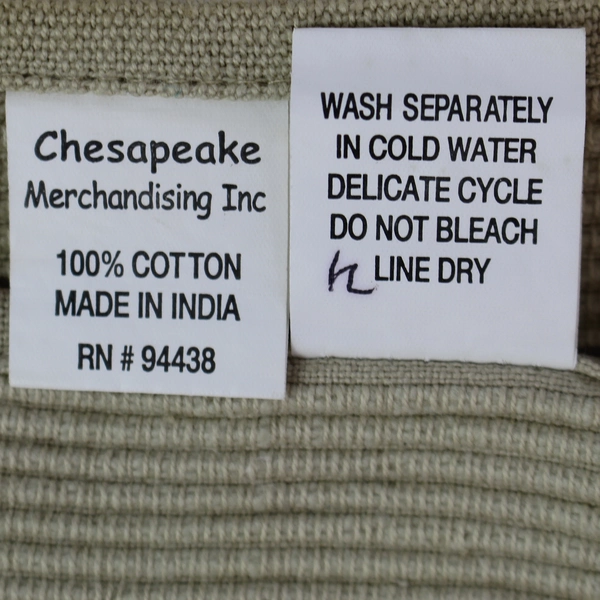 Chesapeake
Merchandising Inc
100% COTTON
MADE IN INDIA
RN # 94438
WASH SEPARATELY
IN COLD WATER
DELICATE CYCLE
DO NOT BLEACH
LINE DRY